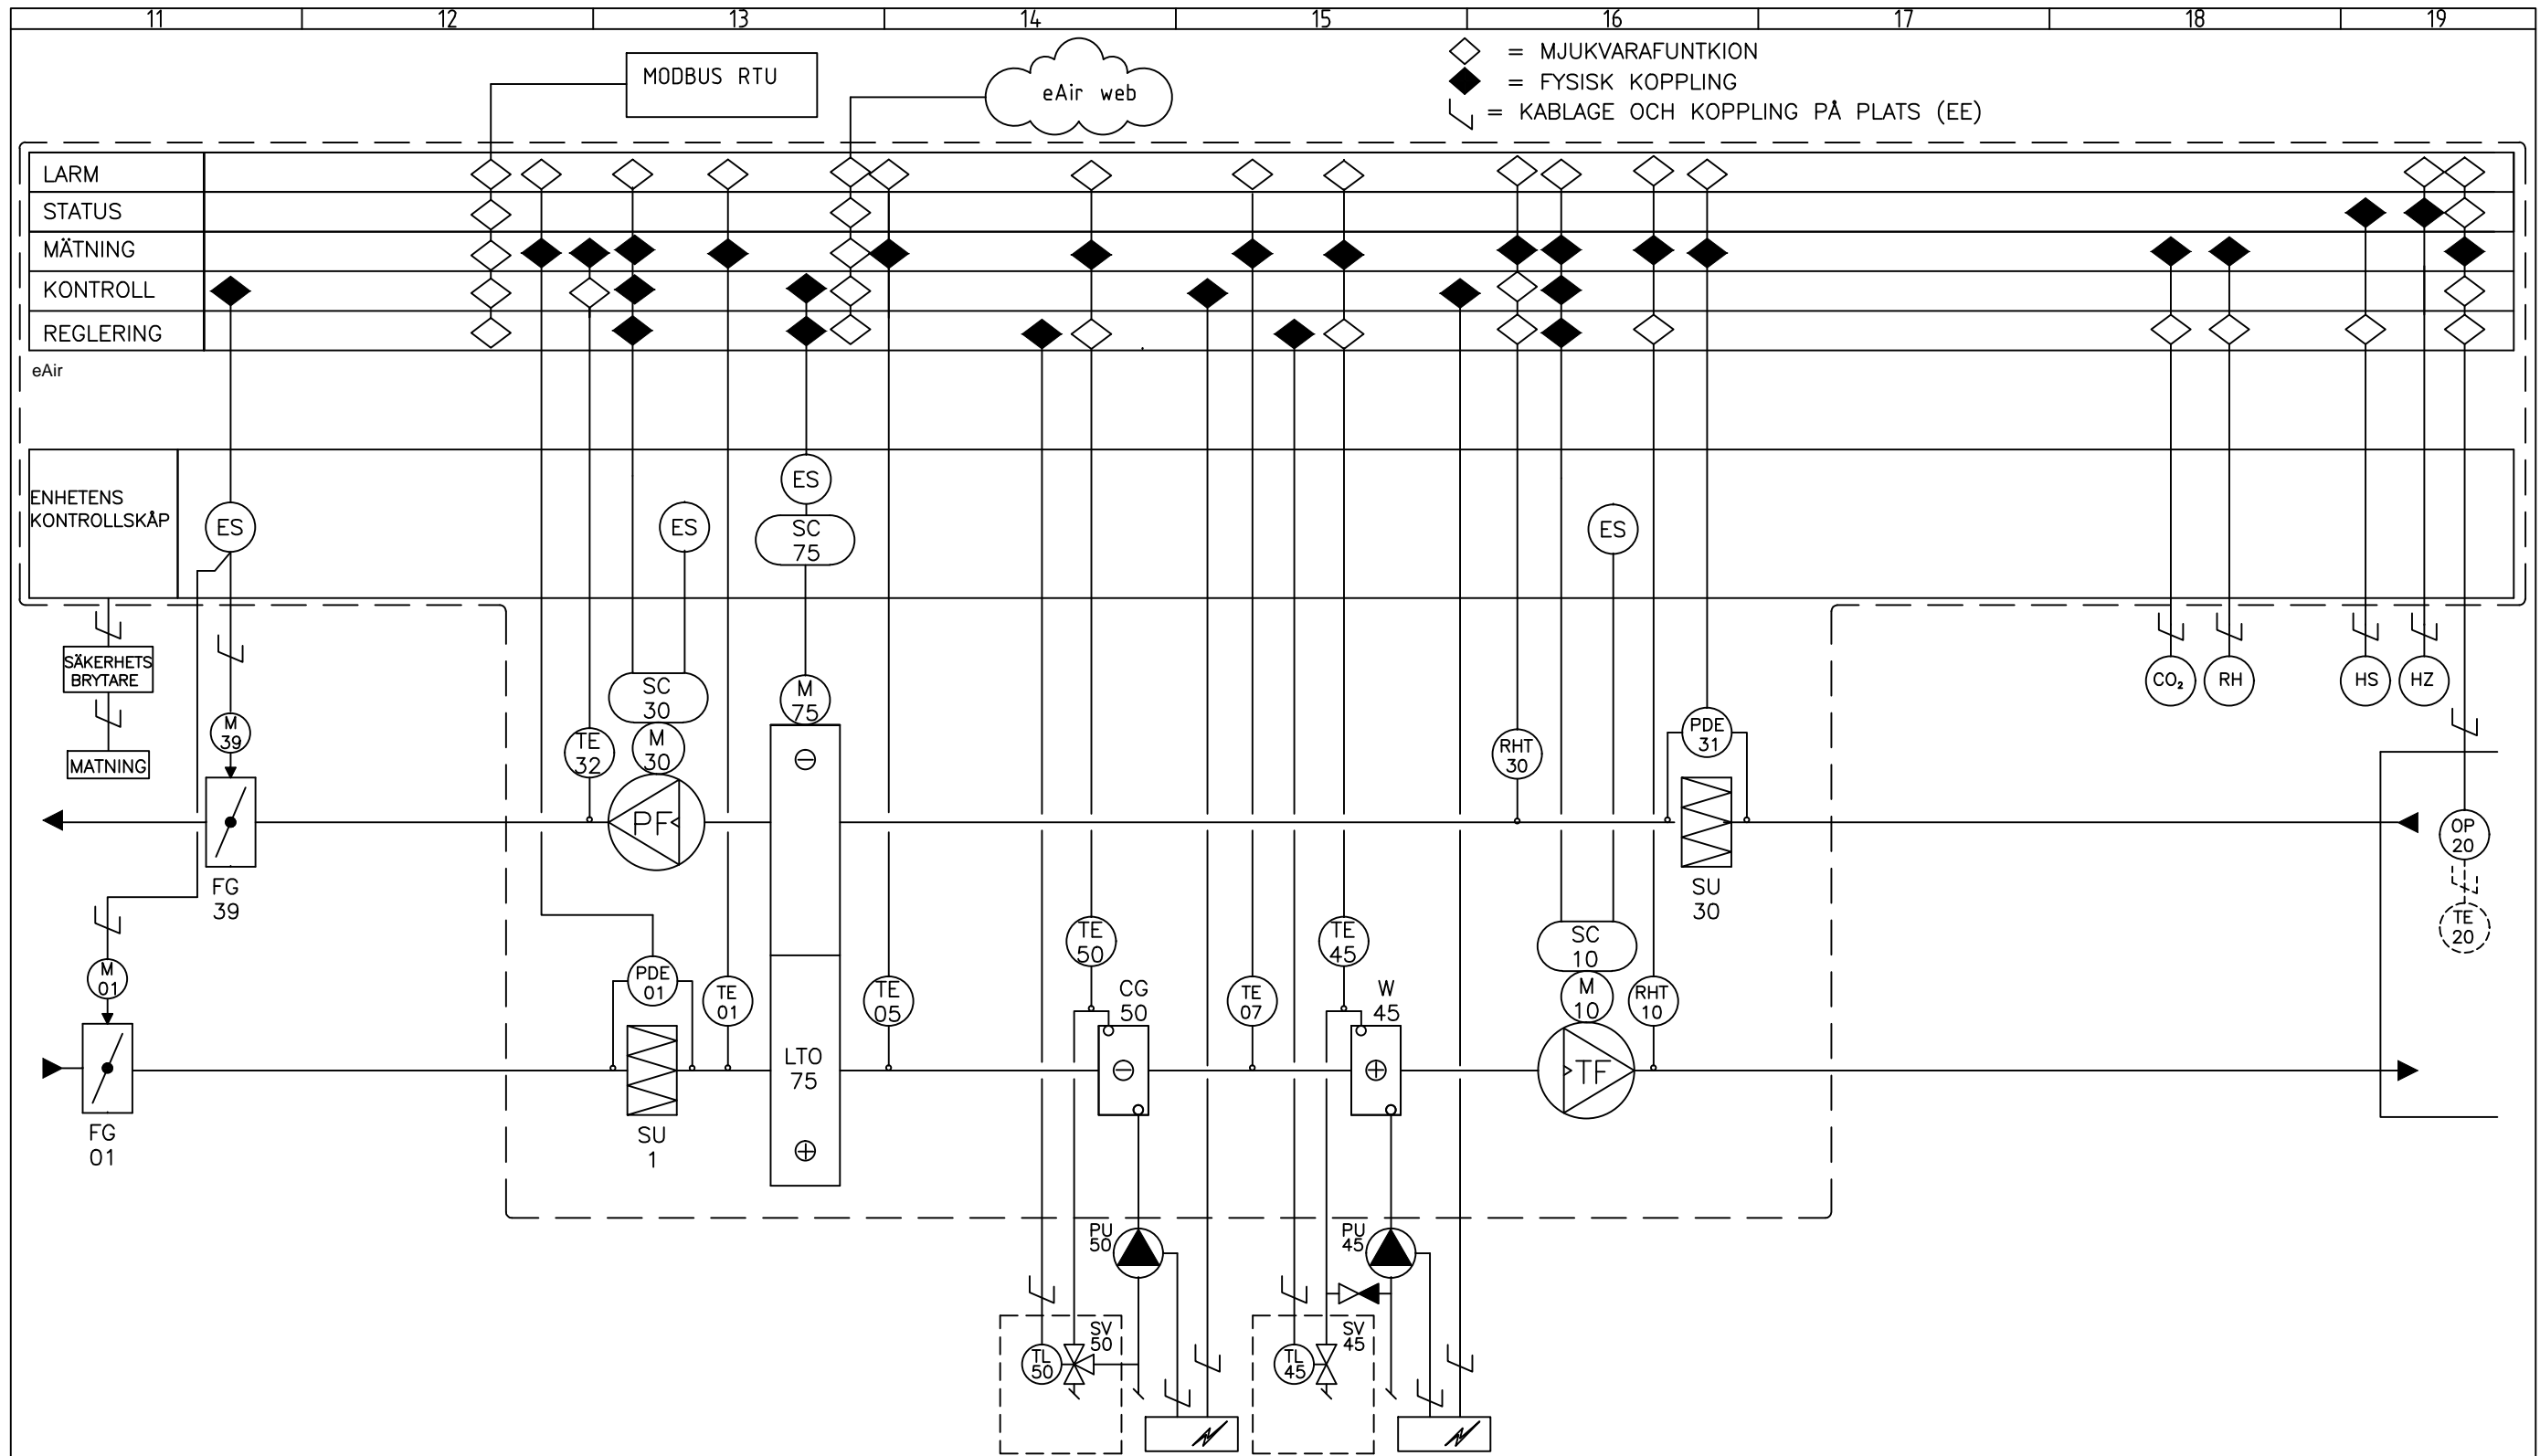 11 12 13 14 15 16 17 18 19
MODBUS RTU
eAir web
= MJUKVARAFUNTKION
= FYSISK KOPPLING
= KABLAGE OCH KOPPLING PÅ PLATS (EE)
LARM
STATUS
MÄTNING
KONTROLL
REGLERING
eAir
ENHETENS
KONTROLLSKÅP
ES
ES
ES
SC
75
ES
SÄKERHETS
BRYTARE
MATNING
M
39
FG
39
M
01
FG
01
TE
32
SC
30
M
30
PF
M
75
PDE
01
SU
1
TE
01
LTO
75
TE
05
TE
50
CG
50
TE
07
TE
45
W
45
RHT
30
SC
10
M
10
TF
RHT
10
PDE
31
SU
30
CO₂
RH
HS
HZ
OP
20
TE
20
PU
50
SV
50
TL
50
PU
45
SV
45
TL
45